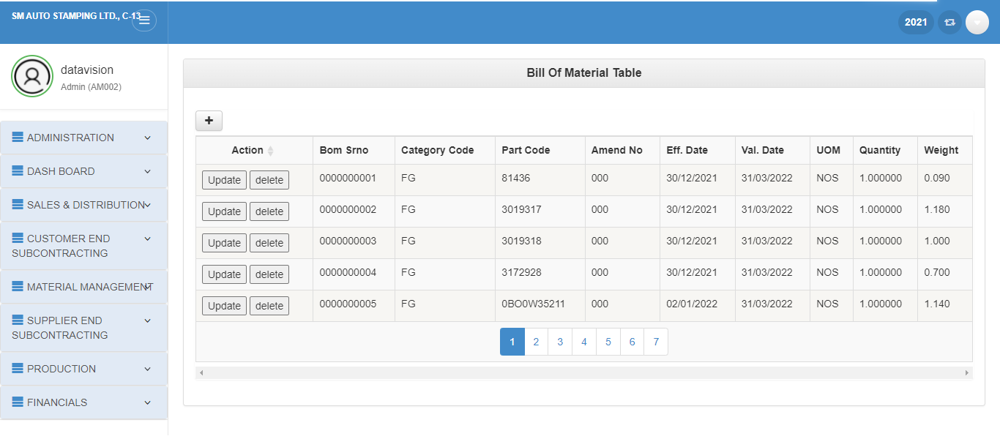 SM AUTO STAMPING LTD., C-13
2021
datavision
Admin (AM002)
ADMINISTRATION
DASH BOARD
SALES & DISTRIBUTION
CUSTOMER END
SUBCONTRACTING
MATERIAL MANAGEMENT
SUPPLIER END
SUBCONTRACTING
PRODUCTION
FINANCIALS
Bill Of Material Table
+
Action Bom Srno Category Code Part Code Amend No Eff. Date Val. Date UOM Quantity Weight
Update delete 0000000001 FG 81436 000 30/12/2021 31/03/2022 NOS 1.000000 0.090
Update delete 0000000002 FG 3019317 000 30/12/2021 31/03/2022 NOS 1.000000 1.180
Update delete 0000000003 FG 3019318 000 30/12/2021 31/03/2022 NOS 1.000000 1.000
Update delete 0000000004 FG 3172928 000 30/12/2021 31/03/2022 NOS 1.000000 0.700
Update delete 0000000005 FG 0BO0W35211 000 02/01/2022 31/03/2022 NOS 1.000000 1.140
1 2 3 4 5 6 7